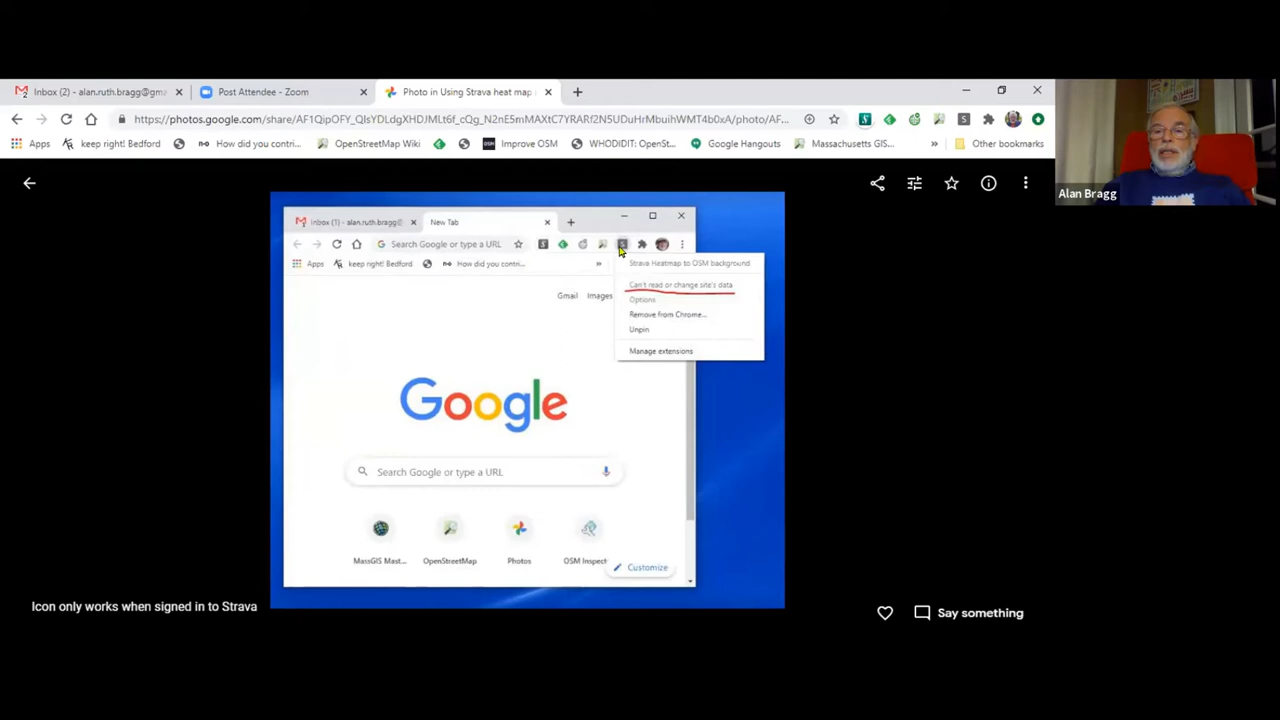 Inbox (2) - alan.ruth.bragg@gma
Post Attendee - Zoom
Photo in Using Strava heat map i
https://photos.google.com/share/
Apps
keep right! Bedford
How did you contri...
OpenStreetMap Wiki
Improve OSM
WHODIDIT: OpenSt...
Google Hangouts
Massachusetts GIS...
»
Other bookmarks
Alan Bragg
Inbox (1) - alan.ruth.bragg@
New Tab
Search Google or type a URL
Apps
keep right! Bedford
How did you contri...
»
Strava Heatmap to OSM background
Can't read or change site's data
Options
Remove from Chrome...
Unpin
Manage extensions
Gmail
Images
Google
Search Google or type a URL
MassGIS Mast...
OpenStreetMap
Photos
OSM Inspect
Customize
Icon only works when signed in to Strava
Say something